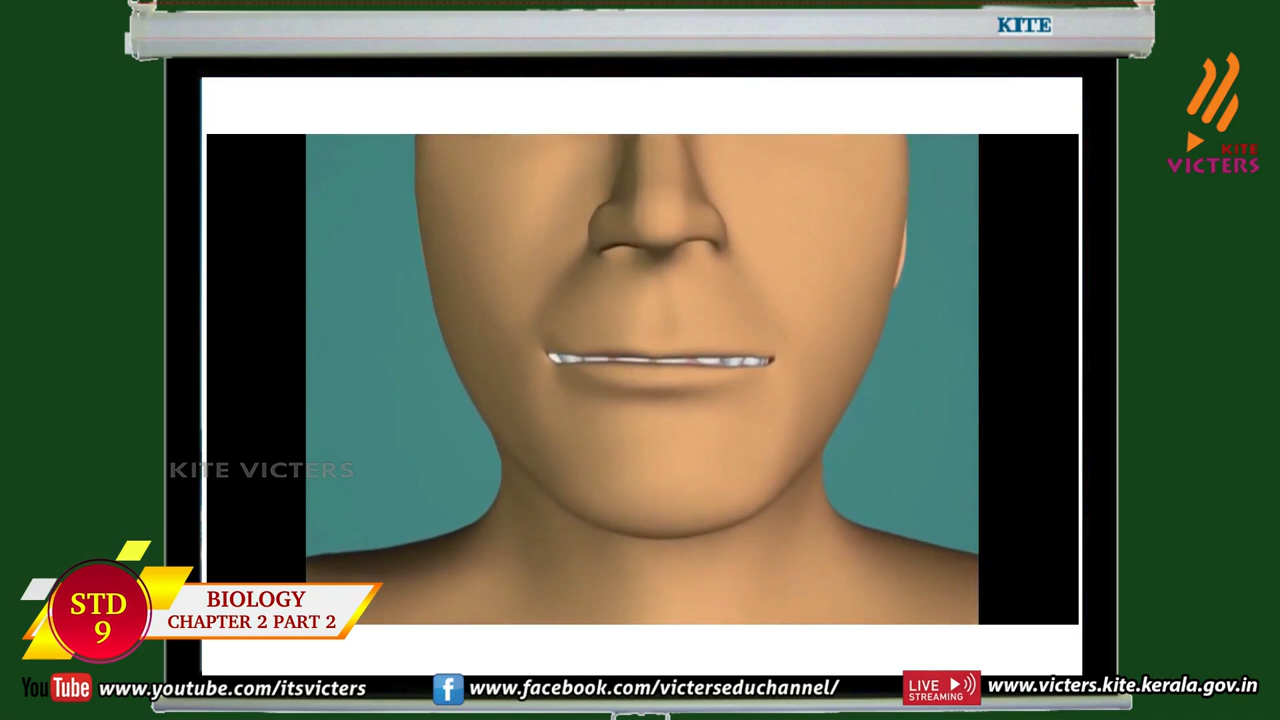 KITE
KITE
VICTERS
KITE VICTERS
STD
9
BIOLOGY
CHAPTER 2 PART 2
YouTube www.youtube.com/itsvicters
f www.facebook.com/victerseduchannel/
LIVE
STREAMING
www.victers.kite.kerala.gov.in